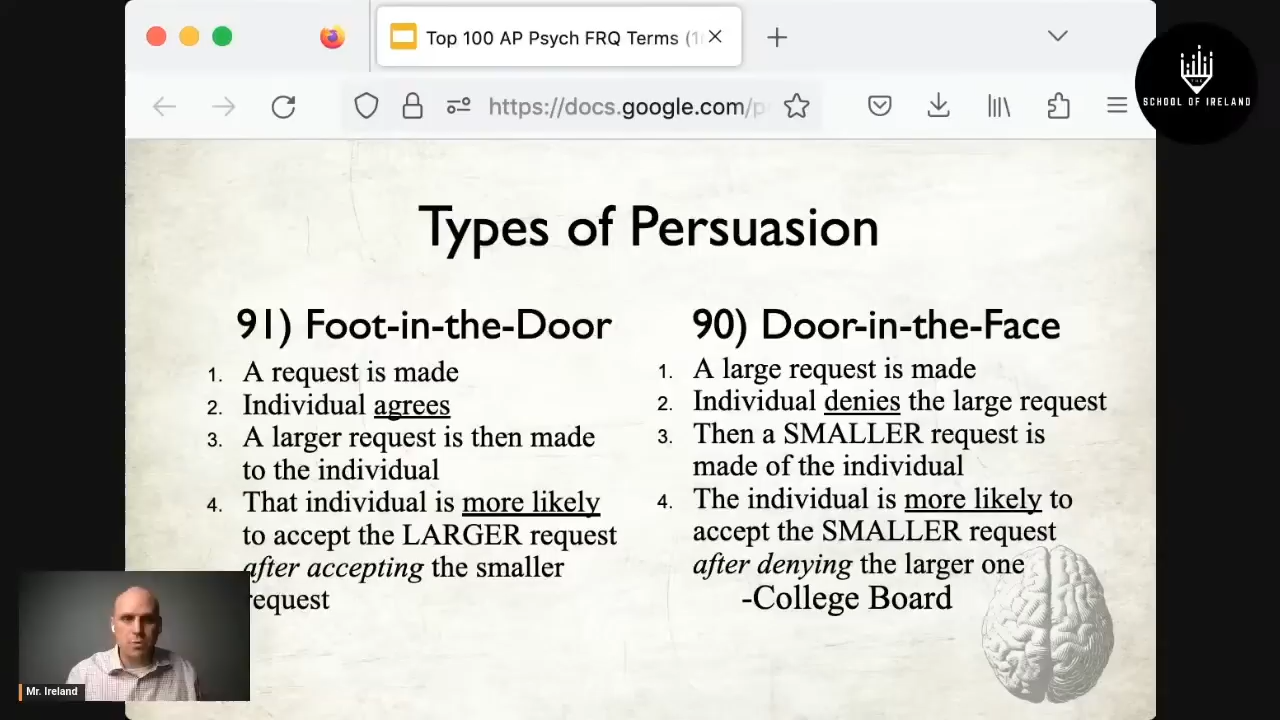 Top 100 AP Psych FRQ Terms (1
https://docs.google.com/p
THE
SCHOOL OF IRELAND
Types of Persuasion
91) Foot-in-the-Door
1. A request is made
2. Individual agrees
3. A larger request is then made
to the individual
4. That individual is more likely
to accept the LARGER request
after accepting the smaller
request
90) Door-in-the-Face
1. A large request is made
2. Individual denies the large request
3. Then a SMALLER request is
made of the individual
4. The individual is more likely to
accept the SMALLER request
after denying the larger one
-College Board
Mr. Ireland